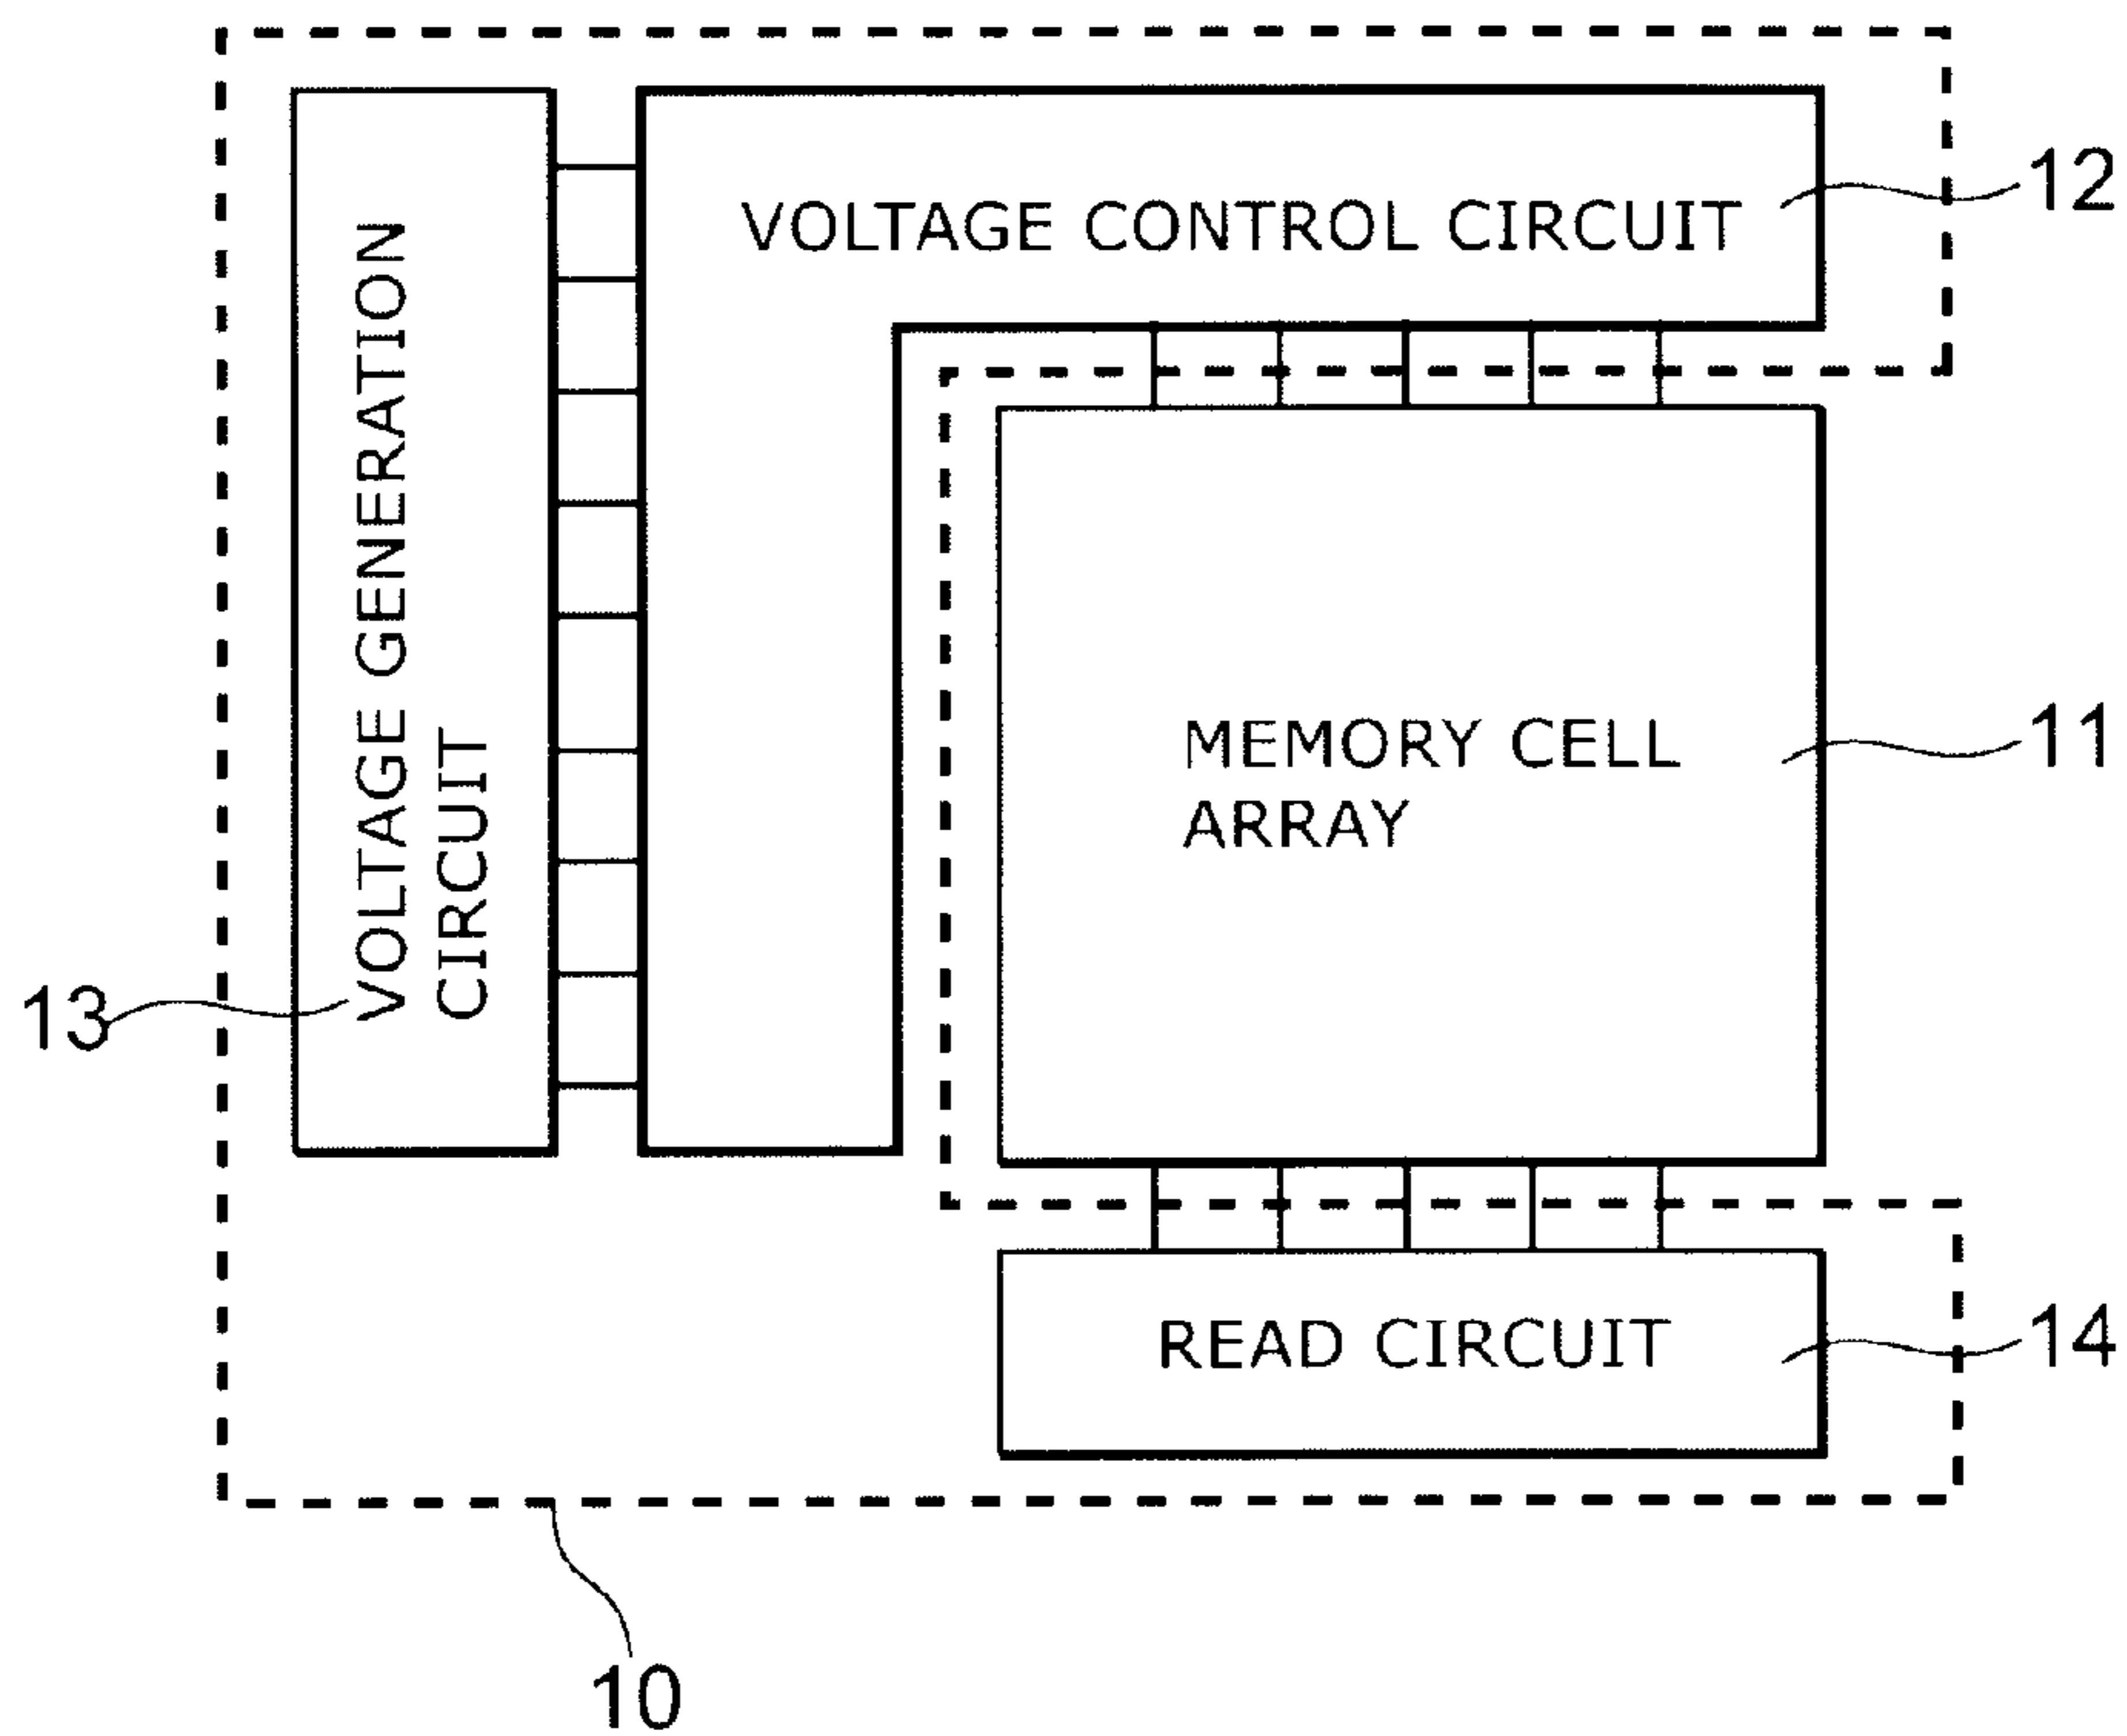 VOLTAGE CONTROL CIRCUIT
12
VOLTAGE GENERATION
CIRCUIT
13
MEMORY CELL
ARRAY
11
READ CIRCUIT
14
10